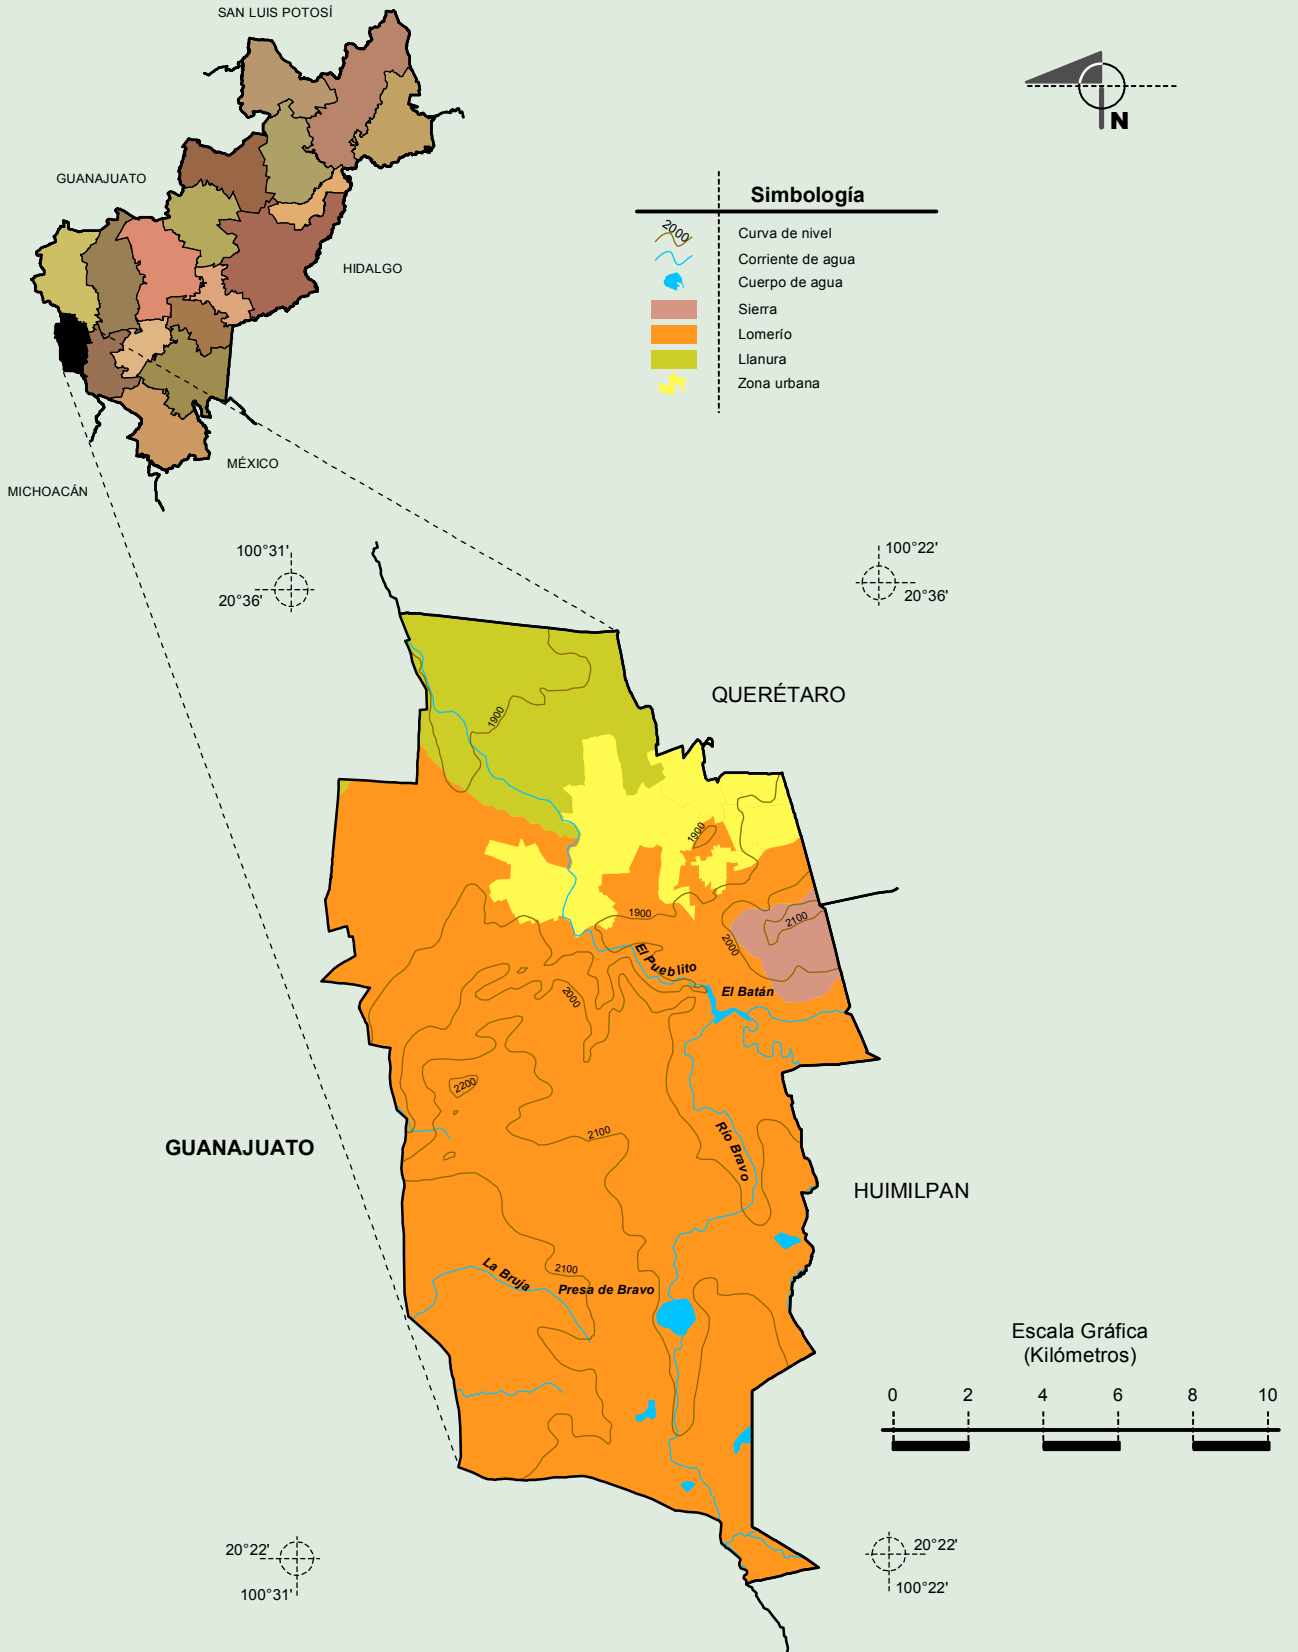 SAN LUIS POTOSÍ
GUANAJUATO
HIDALGO
MÉXICO
MICHOACÁN
N
Simbología
2000
Curva de nivel
Corriente de agua
Cuerpo de agua
Sierra
Lomerío
Llanura
Zona urbana
100°31'
20°36'
100°22'
20°36'
QUERÉTARO
1900
1900
1900
2100
2000
El Pueblito
El Batán
2000
2200
2100
Río Bravo
GUANAJUATO
HUIMILPAN
La Bruja
2100
Presa de Bravo
Escala Gráfica
(Kilómetros)
0 2 4 6 8 10
20°22'
100°31'
20°22'
100°22'